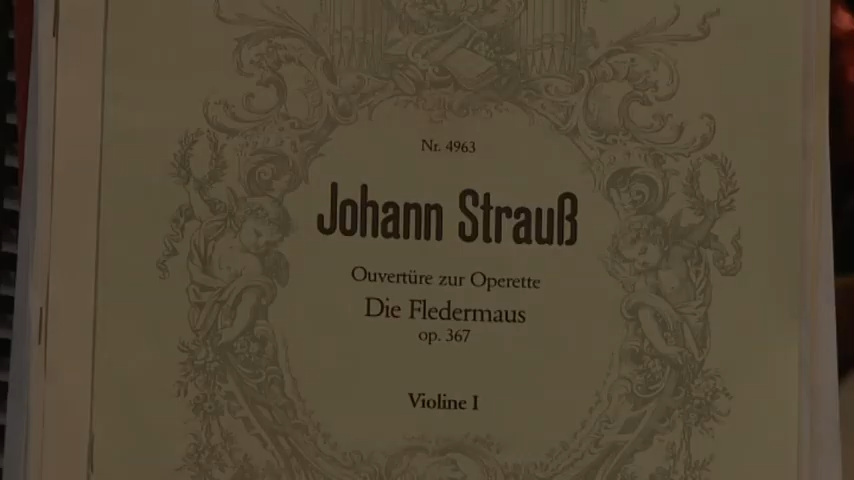 Nr. 4963
Johann Strauß
Ouvertüre zur Operette
Die Fledermaus
op. 367
Violine I